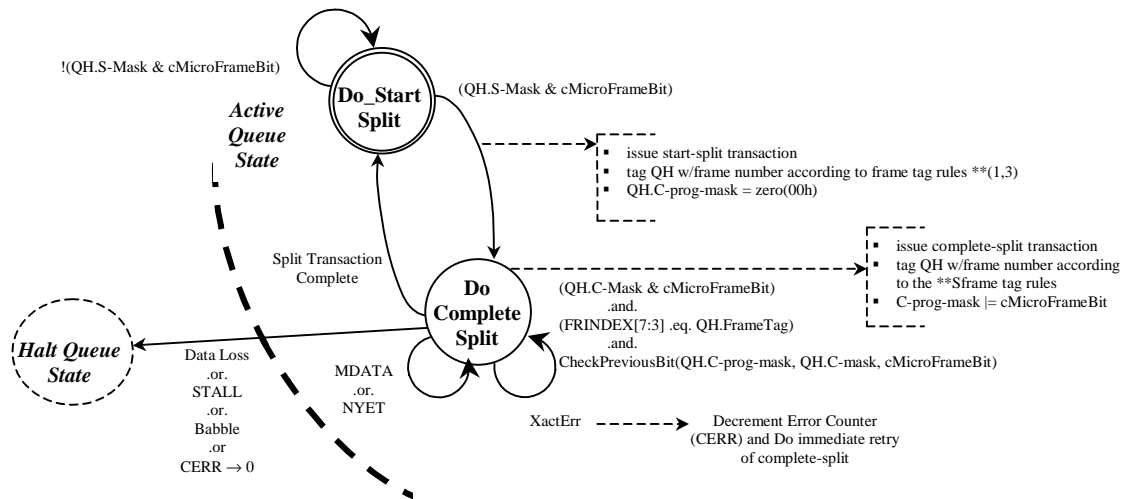 !(QH.S-Mask & cMicroFrameBit)
Do_Start
Split
(QH.S-Mask & cMicroFrameBit)
Active
Queue
State
▪ issue start-split transaction
▪ tag QH w/frame number according to frame tag rules **(1,3)
▪ QH.C-prog-mask = zero(00h)
Split Transaction
Complete
Do
Complete
Split
▪ issue complete-split transaction
▪ tag QH w/frame number according
to the **Sframe tag rules
▪ C-prog-mask |= cMicroFrameBit
(QH.C-Mask & cMicroFrameBit)
.and.
(FRINDEX[7:3] .eq. QH.FrameTag)
.and.
CheckPreviousBit(QH.C-prog-mask, QH.C-mask, cMicroFrameBit)
Halt Queue
State
Data Loss
.or.
STALL
.or.
Babble
.or
CERR → 0
MDATA
.or.
NYET
XactErr
Decrement Error Counter
(CERR) and Do immediate retry
of complete-split